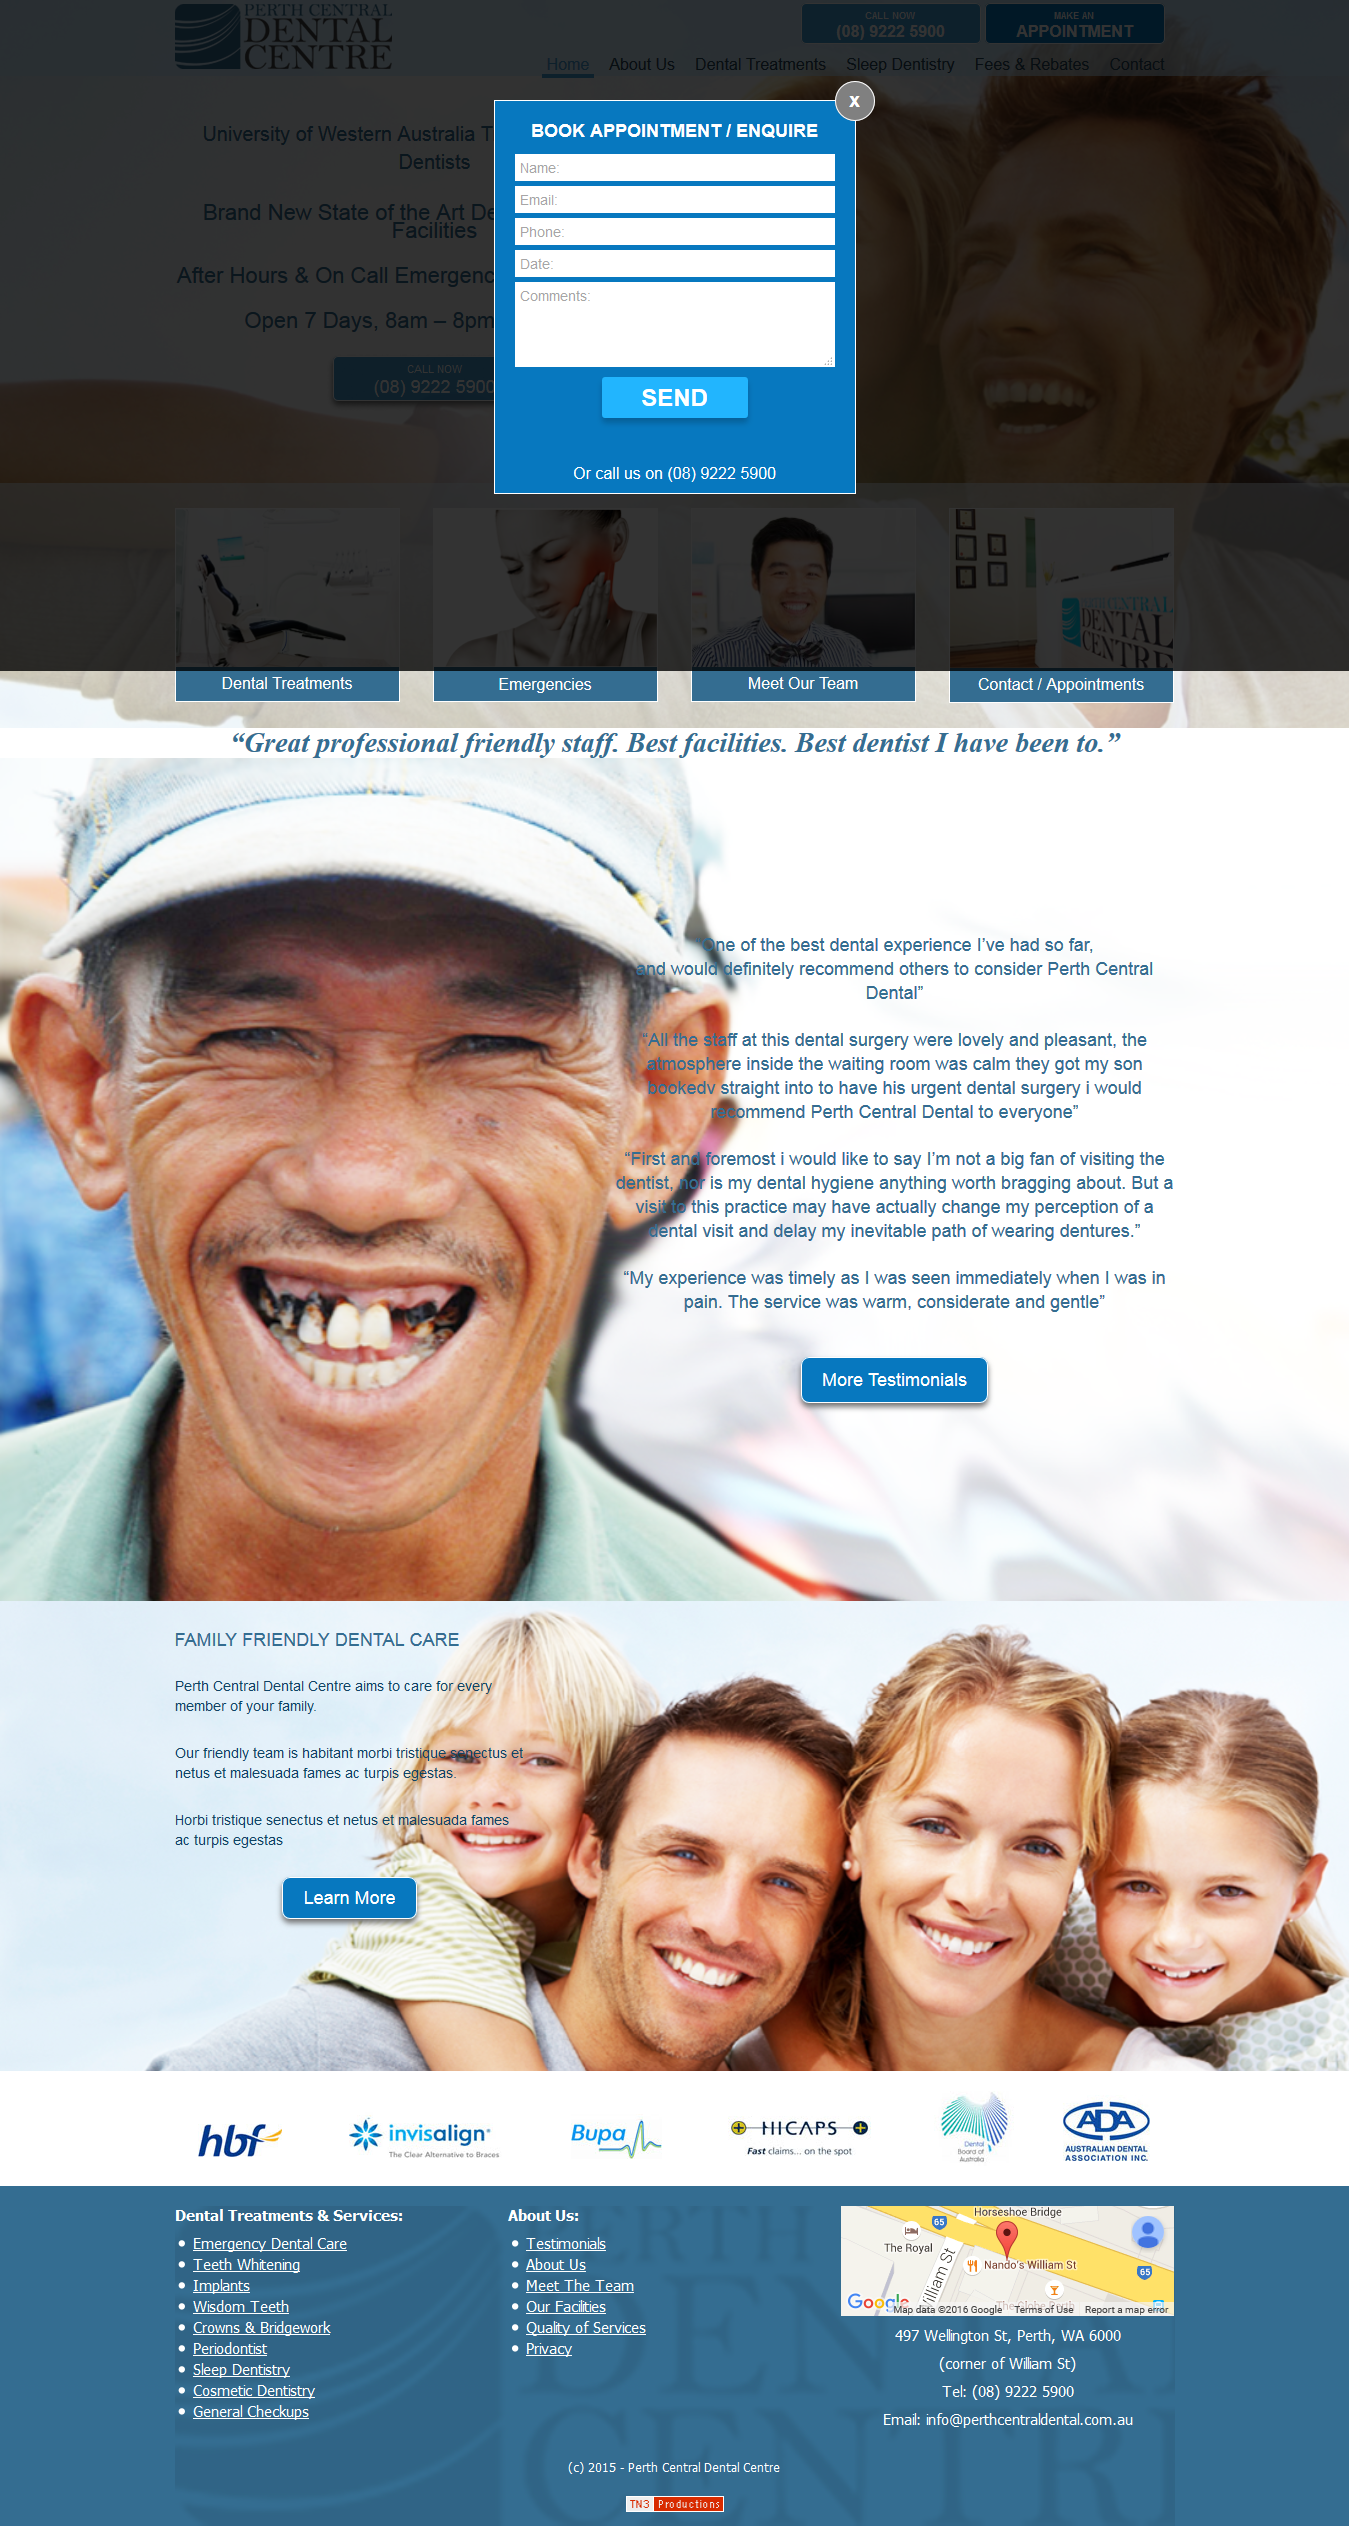 PERTH CENTRAL
DENTAL
CENTRE
CALL NOW
(08) 9222 5900
MAKE AN
APPOINTMENT
Home About Us Dental Treatments Sleep Dentistry Fees & Rebates Contact
x
BOOK APPOINTMENT / ENQUIRE
Name:
Email:
Phone:
Date:
Comments:
SEND
Or call us on (08) 9222 5900
University of Western Australia
Dentists
Brand New State of the Art
Facilities
After Hours & On Call
Open 7 Days, 8am – 8pm
CALL NOW
(08) 9222 5900
PERTH CENTRAL
DENTAL
CENTRE
Dental Treatments
Emergencies
Meet Our Team
Contact / Appointments
“Great professional friendly staff. Best facilities. Best dentist I have been to.”
“One of the best dental experience I’ve had so far,
and would definitely recommend others to consider Perth Central
Dental”
“All the staff at this dental surgery were lovely and pleasant, the
atmosphere inside the waiting room was calm they got my son
bookedv straight into to have his urgent dental surgery i would
recommend Perth Central Dental to everyone”
“First and foremost i would like to say I’m not a big fan of visiting the
dentist, nor is my dental hygiene anything worth bragging about. But a
visit to this practice may have actually change my perception of a
dental visit and delay my inevitable path of wearing dentures.”
“My experience was timely as I was seen immediately when I was in
pain. The service was warm, considerate and gentle”
More Testimonials
FAMILY FRIENDLY DENTAL CARE
Perth Central Dental Centre aims to care for every
member of your family.
Our friendly team is habitant morbi tristique senectus et
netus et malesuada fames ac turpis egestas.
Horbi tristique senectus et netus et malesuada fames
ac turpis egestas
Learn More
hbf
invisalign
The Clear Alternative to Braces
Bupa
HICAPS
Fast claims... on the spot
Dental
Board of
Australia
ADA
AUSTRALIAN DENTAL
ASSOCIATION INC.
Dental Treatments & Services:
Emergency Dental Care
Teeth Whitening
Implants
Wisdom Teeth
Crowns & Bridgework
Periodontist
Sleep Dentistry
Cosmetic Dentistry
General Checkups
About Us:
Testimonials
About Us
Meet The Team
Our Facilities
Quality of Services
Privacy
Horseshoe Bridge
65
The Royal
William St
Nando's William St
65
The Globe Perth
Google
Map data ©2016 Google Terms of Use Report a map error
497 Wellington St, Perth, WA 6000
(corner of William St)
Tel: (08) 9222 5900
Email: info@perthcentraldental.com.au
(c) 2015 - Perth Central Dental Centre
TN3 Productions